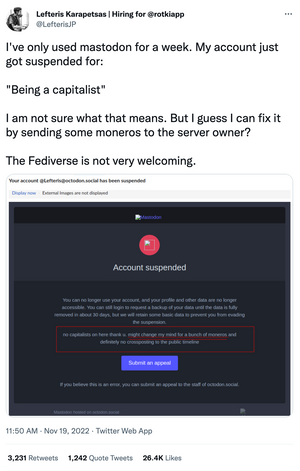 Lefteris Karapetsas | Hiring for @rotkiapp
@LefterisJP
I've only used mastodon for a week. My account just
got suspended for:
"Being a capitalist"
I am not sure what that means. But I guess I can fix it
by sending some moneros to the server owner?
The Fediverse is not very welcoming.
Your account @Lefteris@octodon.social has been suspended
Display now External images are not displayed
Mastodon
Account suspended
You can no longer use your account, and your profile and other data are no longer
accessible. You can still login to request a backup of your data until the data is fully
removed in about 30 days, but we will retain some basic data to prevent you from evading
the suspension.
no capitalists on here thank u. might change my mind for a bunch of moneros and
definitely no crossposting to the public timeline
Submit an appeal
If you believe this is an error, you can submit an appeal to the staff of octodon.social.
11:50 AM · Nov 19, 2022 · Twitter Web App
3,231 Retweets 1,242 Quote Tweets 26.4K Likes